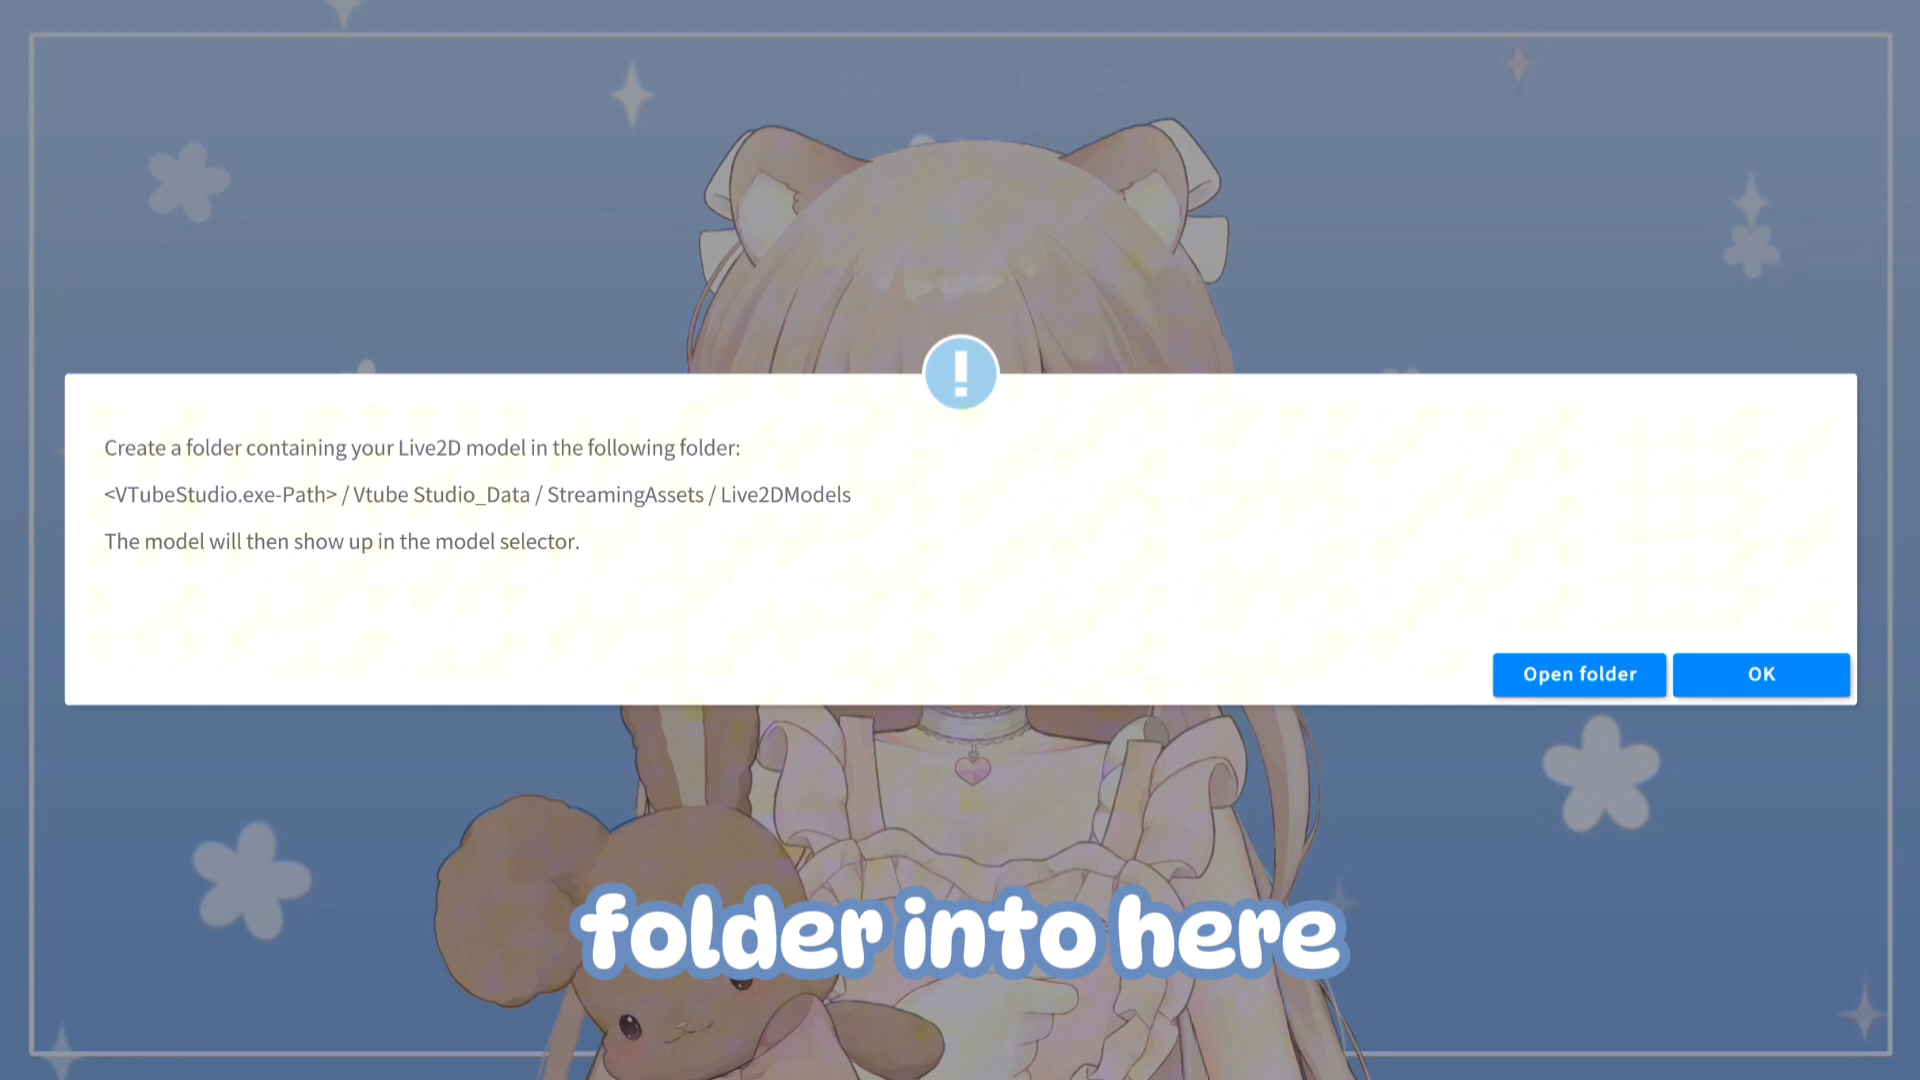 Create a folder containing your Live2D model in the following folder:
<VTubeStudio.exe-Path> / Vtube Studio_Data / StreamingAssets / Live2DModels
The model will then show up in the model selector.
Open folder
OK
folder into here